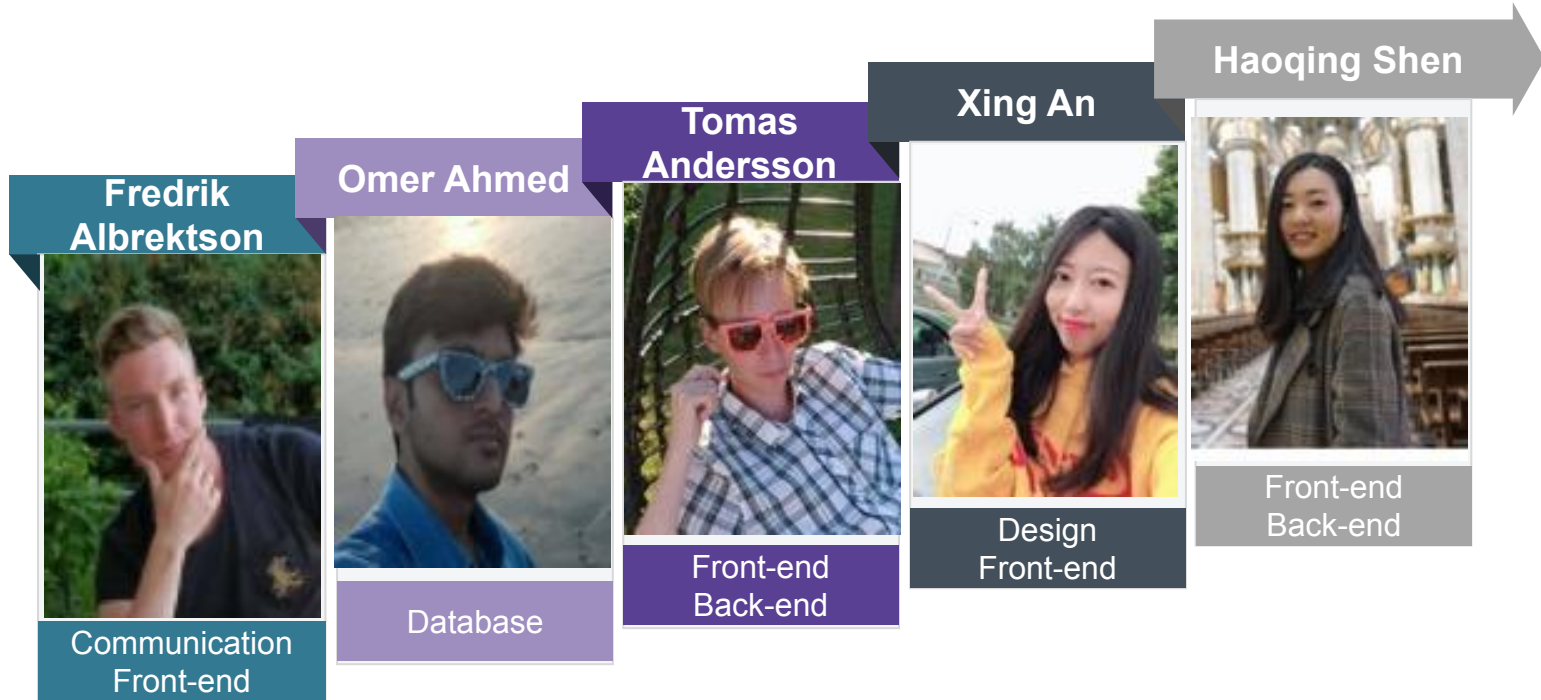 Fredrik
Albrektson
Communication
Front-end
Omer Ahmed
Database
Tomas
Andersson
Front-end
Back-end
Xing An
Design
Front-end
Haoqing Shen
Front-end
Back-end